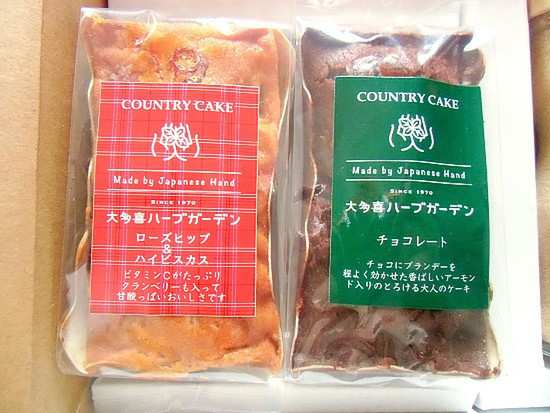 COUNTRY CAKE
Made by Japanese Hand
SINCE 1970
大多喜ハーブガーデン
ローズヒップ
&
ハイビスカス
ビタミンCがたっぷり
クランベリーも入って
甘酸っぱいおいしさです
COUNTRY CAKE
Made by Japanese Hand
SINCE 1970
大多喜ハーブガーデン
チョコレート
チョコにブランデーを
程よく効かせた香ばしいアーモン
ド入りのとろける大人のケーキ